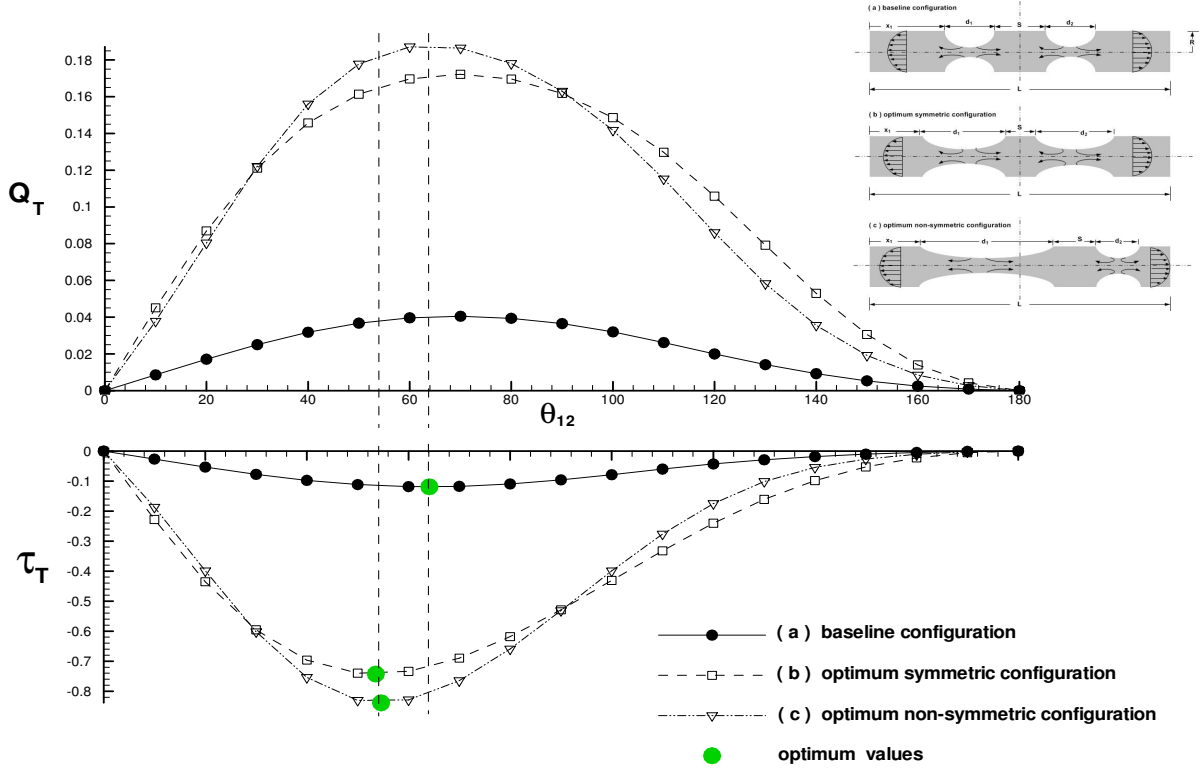 ( a ) baseline configuration
x1 d1 S d2
R
L
( b ) optimum symmetric configuration
x1 d1 S d2
L
( c ) optimum non-symmetric configuration
x1 d1 S d2
L
QT
0.18
0.16
0.14
0.12
0.1
0.08
0.06
0.04
0.02
0
0 20 40 60 80 100 120 140 160 180
θ12
τT
0
-0.1
-0.2
-0.3
-0.4
-0.5
-0.6
-0.7
-0.8
( a ) baseline configuration
( b ) optimum symmetric configuration
( c ) optimum non-symmetric configuration
optimum values